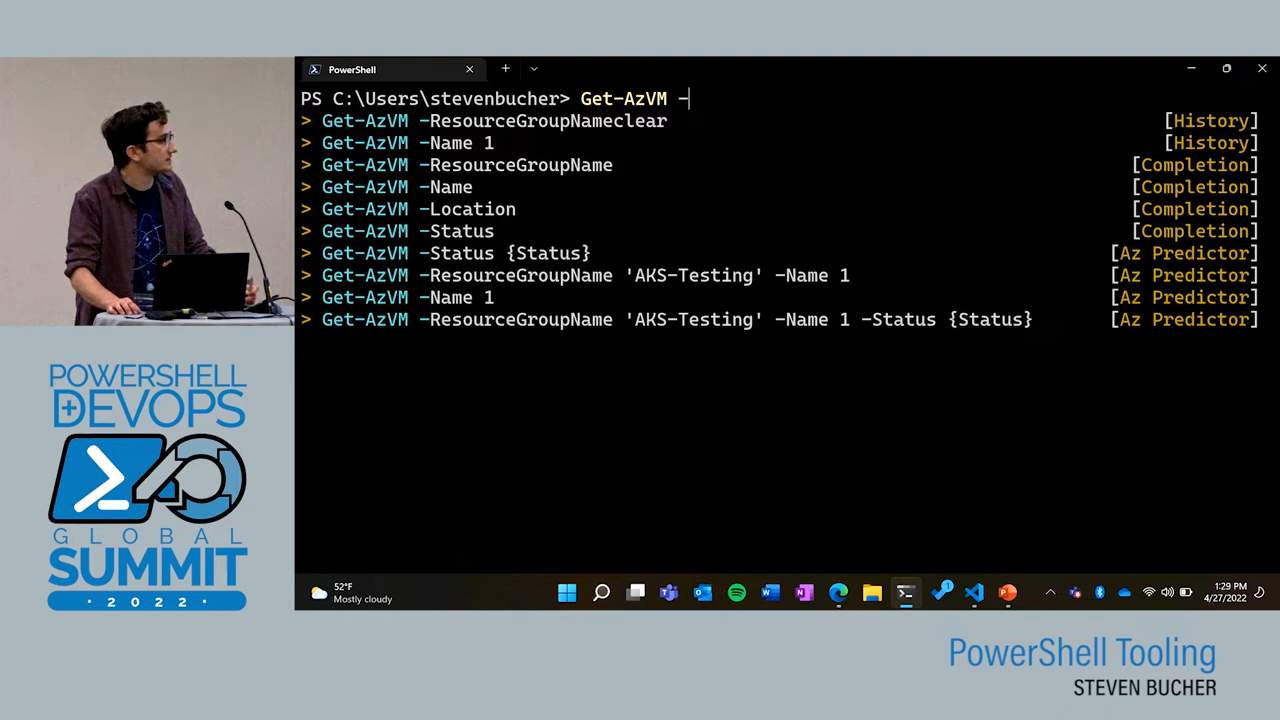 PowerShell
PS C:\Users\stevenbucher> Get-AzVM -
> Get-AzVM -ResourceGroupNameclear [History]
> Get-AzVM -Name 1 [History]
> Get-AzVM -ResourceGroupName [Completion]
> Get-AzVM -Name [Completion]
> Get-AzVM -Location [Completion]
> Get-AzVM -Status [Completion]
> Get-AzVM -Status {Status} [Az Predictor]
> Get-AzVM -ResourceGroupName 'AKS-Testing' -Name 1 [Az Predictor]
> Get-AzVM -Name 1 [Az Predictor]
> Get-AzVM -ResourceGroupName 'AKS-Testing' -Name 1 -Status {Status} [Az Predictor]
POWERSHELL
+ DEVOPS
GLOBAL
SUMMIT
· 2022 ·
52°F
Mostly cloudy
1
1:29 PM
4/27/2022
PowerShell Tooling
STEVEN BUCHER